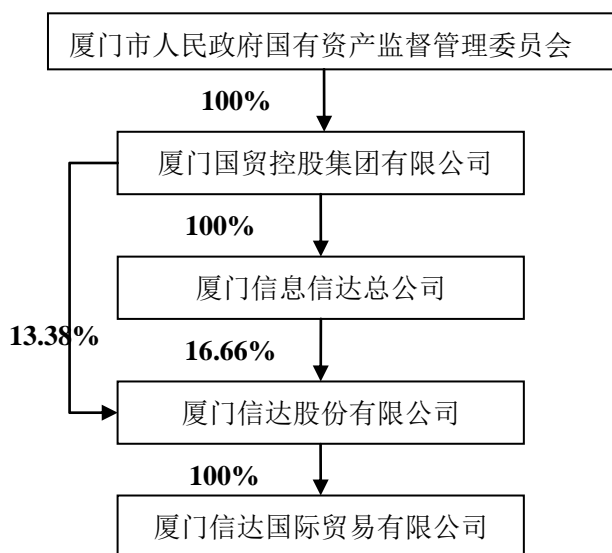 厦门市人民政府国有资产监督管理委员会
100%
厦门国贸控股集团有限公司
100%
厦门信息信达总公司
13.38%
16.66%
厦门信达股份有限公司
100%
厦门信达国际贸易有限公司